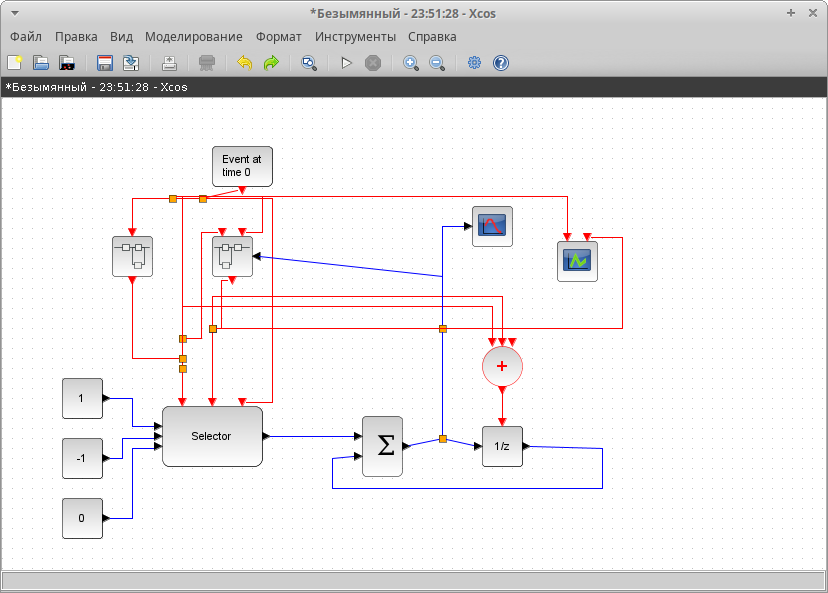 *Безымянный - 23:51:28 - Xcos
Файл Правка Вид Моделирование Формат Инструменты Справка
*Безымянный - 23:51:28 - Xcos
Event at
time 0
+
1
Selector
Σ
1/z
-1
0